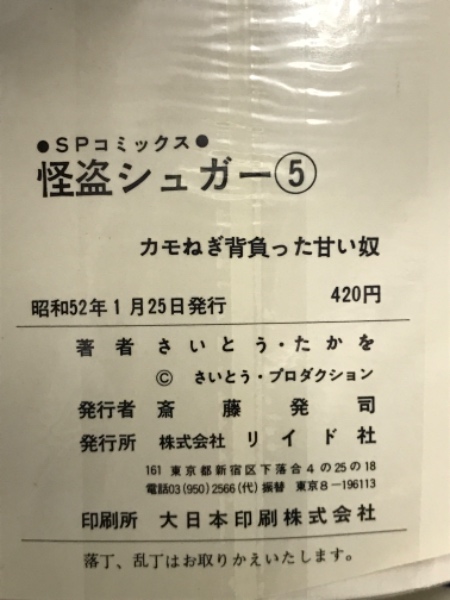 ●SPコミックス●
怪盗シュガー⑤
カモねぎ背負った甘い奴
昭和52年1月25日発行 420円
著者 さいとう・たかを
© さいとう・プロダクション
発行者 斎藤発司
発行所 株式会社 リイド社
161 東京都新宿区下落合4の25の18
電話03(950)2566(代)振替 東京8-196113
印刷所 大日本印刷株式会社
落丁、乱丁はお取りかえいたします。